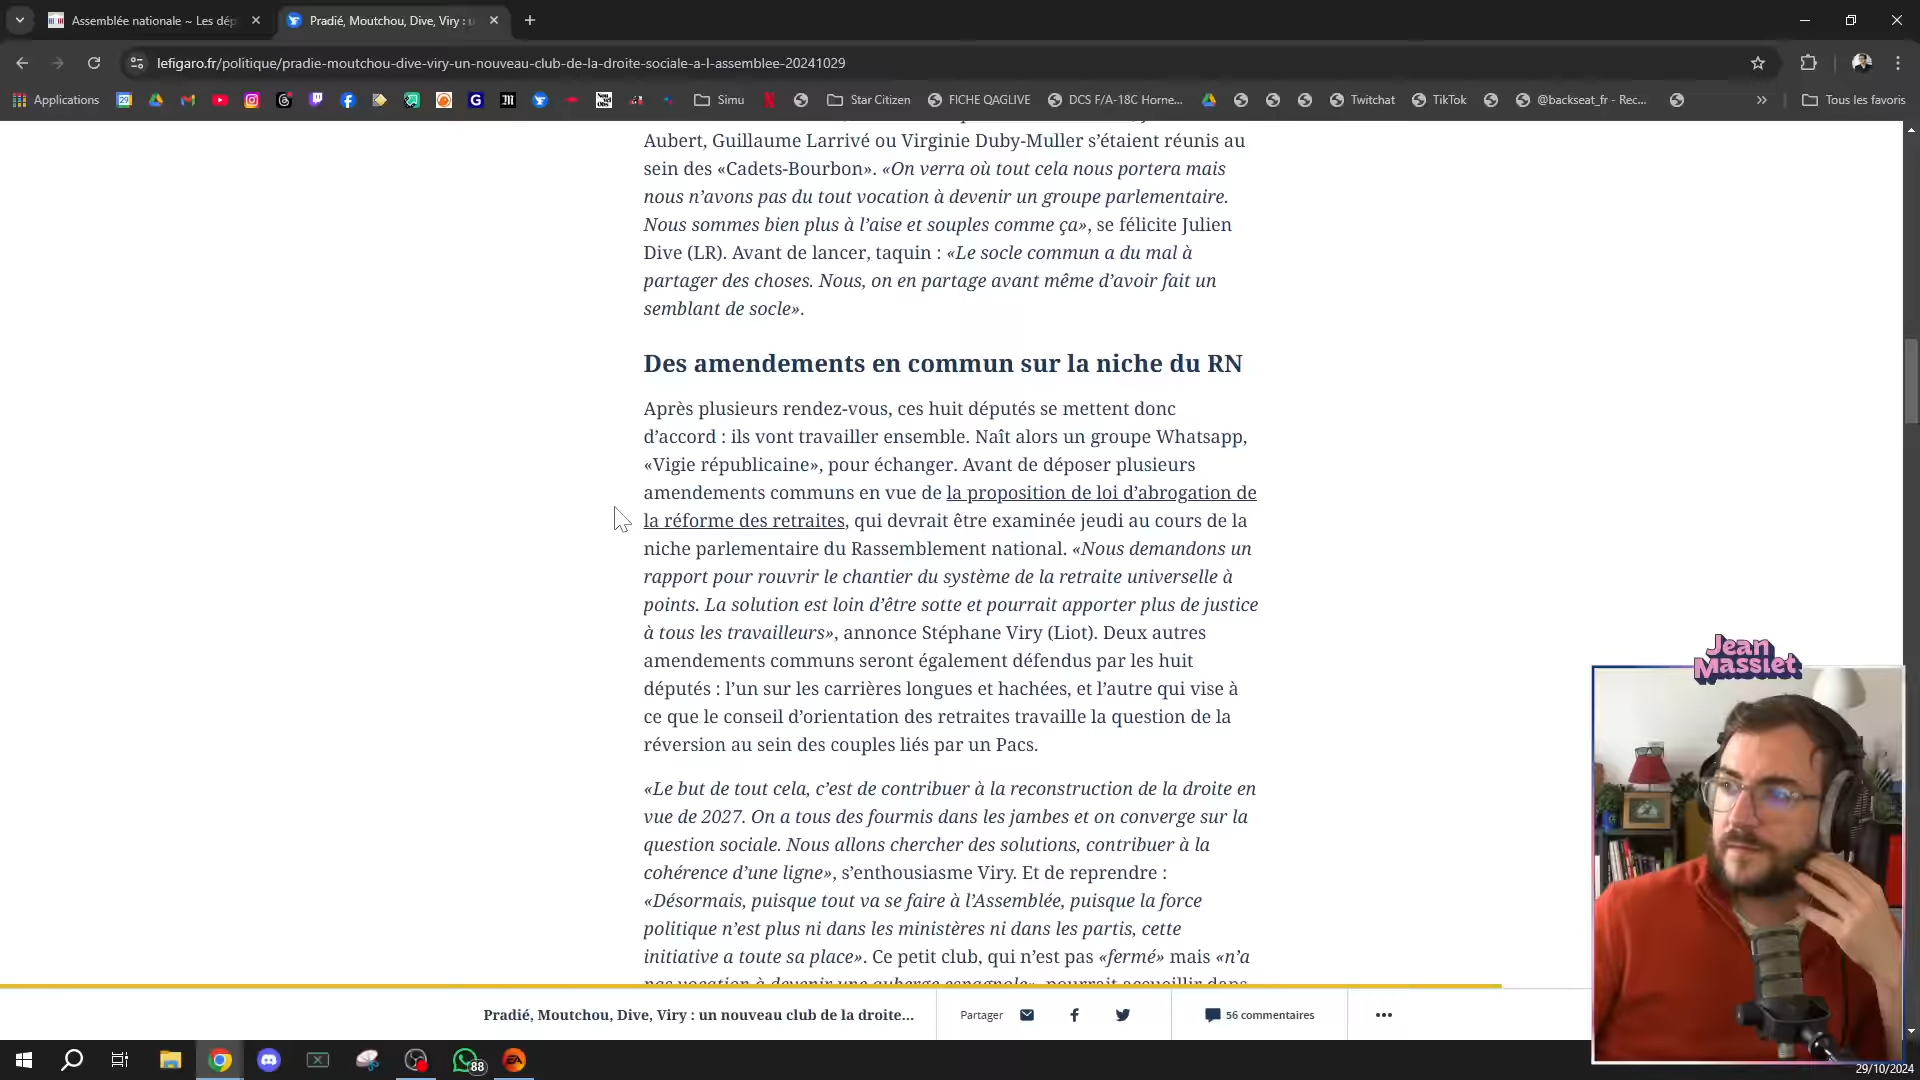 Assemblée nationale ~ Les dép
Pradié, Moutchou, Dive, Viry : u
lefigaro.fr/politique/pradie-moutchou-dive-viry-un-nouveau-club-de-la-droite-sociale-a-l-assemblee-20241029
Applications
Simu
Star Citizen
FICHE QAGLIVE
DCS F/A-18C Horne...
Twitchat
TikTok
@backseat_fr - Rec...
Tous les favoris
Aubert, Guillaume Larrivé ou Virginie Duby-Muller s’étaient réunis au
sein des «Cadets-Bourbon». «On verra où tout cela nous portera mais
nous n’avons pas du tout vocation à devenir un groupe parlementaire.
Nous sommes bien plus à l’aise et souples comme ça», se félicite Julien
Dive (LR). Avant de lancer, taquin : «Le socle commun a du mal à
partager des choses. Nous, on en partage avant même d’avoir fait un
semblant de socle».
Des amendements en commun sur la niche du RN
Après plusieurs rendez-vous, ces huit députés se mettent donc
d’accord : ils vont travailler ensemble. Naît alors un groupe Whatsapp,
«Vigie républicaine», pour échanger. Avant de déposer plusieurs
amendements communs en vue de la proposition de loi d’abrogation de
la réforme des retraites, qui devrait être examinée jeudi au cours de la
niche parlementaire du Rassemblement national. «Nous demandons un
rapport pour rouvrir le chantier du système de la retraite universelle à
points. La solution est loin d’être sotte et pourrait apporter plus de justice
à tous les travailleurs», annonce Stéphane Viry (Liot). Deux autres
amendements communs seront également défendus par les huit
députés : l’un sur les carrières longues et hachées, et l’autre qui vise à
ce que le conseil d’orientation des retraites travaille la question de la
réversion au sein des couples liés par un Pacs.
«Le but de tout cela, c’est de contribuer à la reconstruction de la droite en
vue de 2027. On a tous des fourmis dans les jambes et on converge sur la
question sociale. Nous allons chercher des solutions, contribuer à la
cohérence d’une ligne», s’enthousiasme Viry. Et de reprendre :
«Désormais, puisque tout va se faire à l’Assemblée, puisque la force
politique n’est plus ni dans les ministères ni dans les partis, cette
initiative a toute sa place». Ce petit club, qui n’est pas «fermé» mais «n’a
pas vocation à devenir une auberge espagnole», pourrait accueillir dans
Pradié, Moutchou, Dive, Viry : un nouveau club de la droite...
Partager
56 commentaires
Jean
Massiet
88
EA
29/10/2024